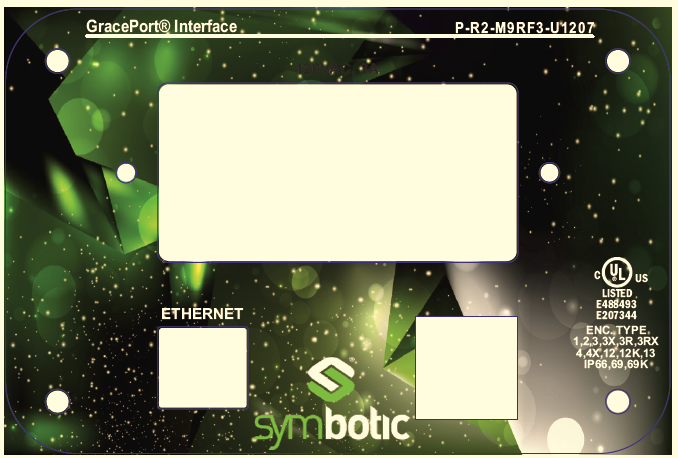 GracePort® Interface
P-R2-M9RF3-U1207
C UL US
LISTED
E488493
E207344
ENC. TYPE
1,2,3,3X,3R,3RX
4,4X,12,12K,13
IP66,69,69K
ETHERNET
symbotic